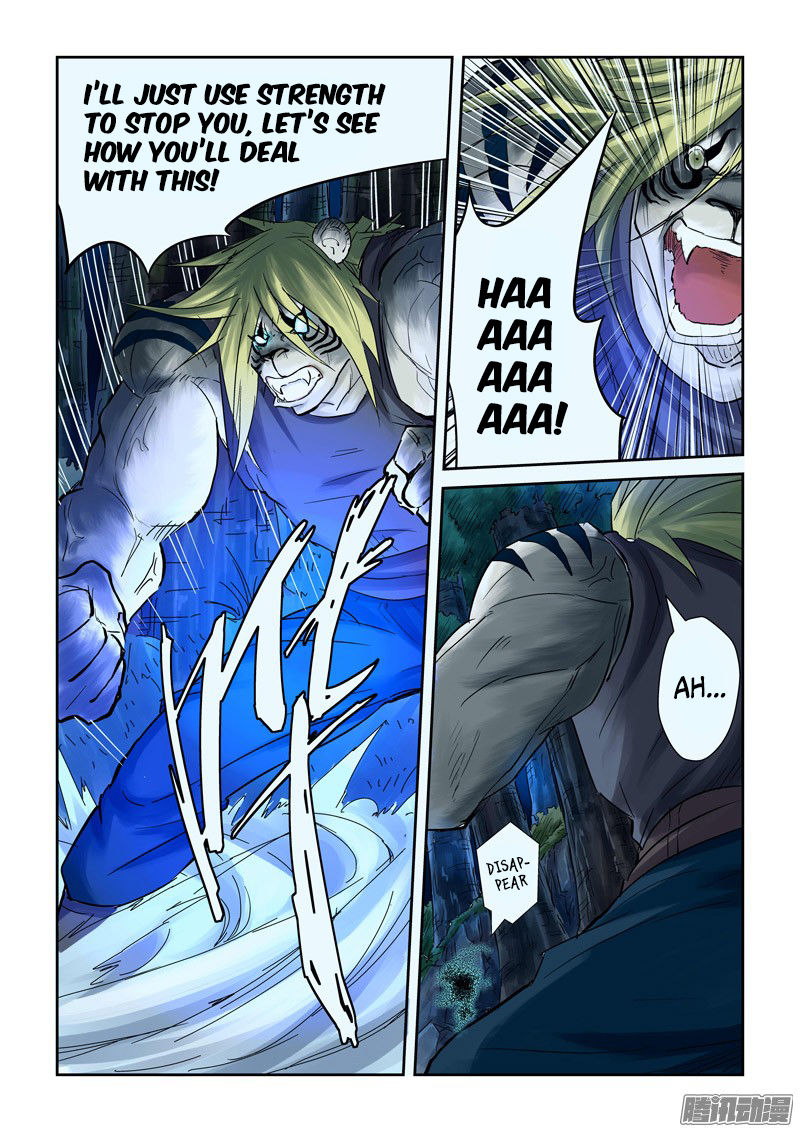 I'LL JUST USE STRENGTH
TO STOP YOU, LET'S SEE
HOW YOU'LL DEAL
WITH THIS!
HAA
AAA
AAA
AAA!
AH...
DISAP-
PEAR
腾讯动漫